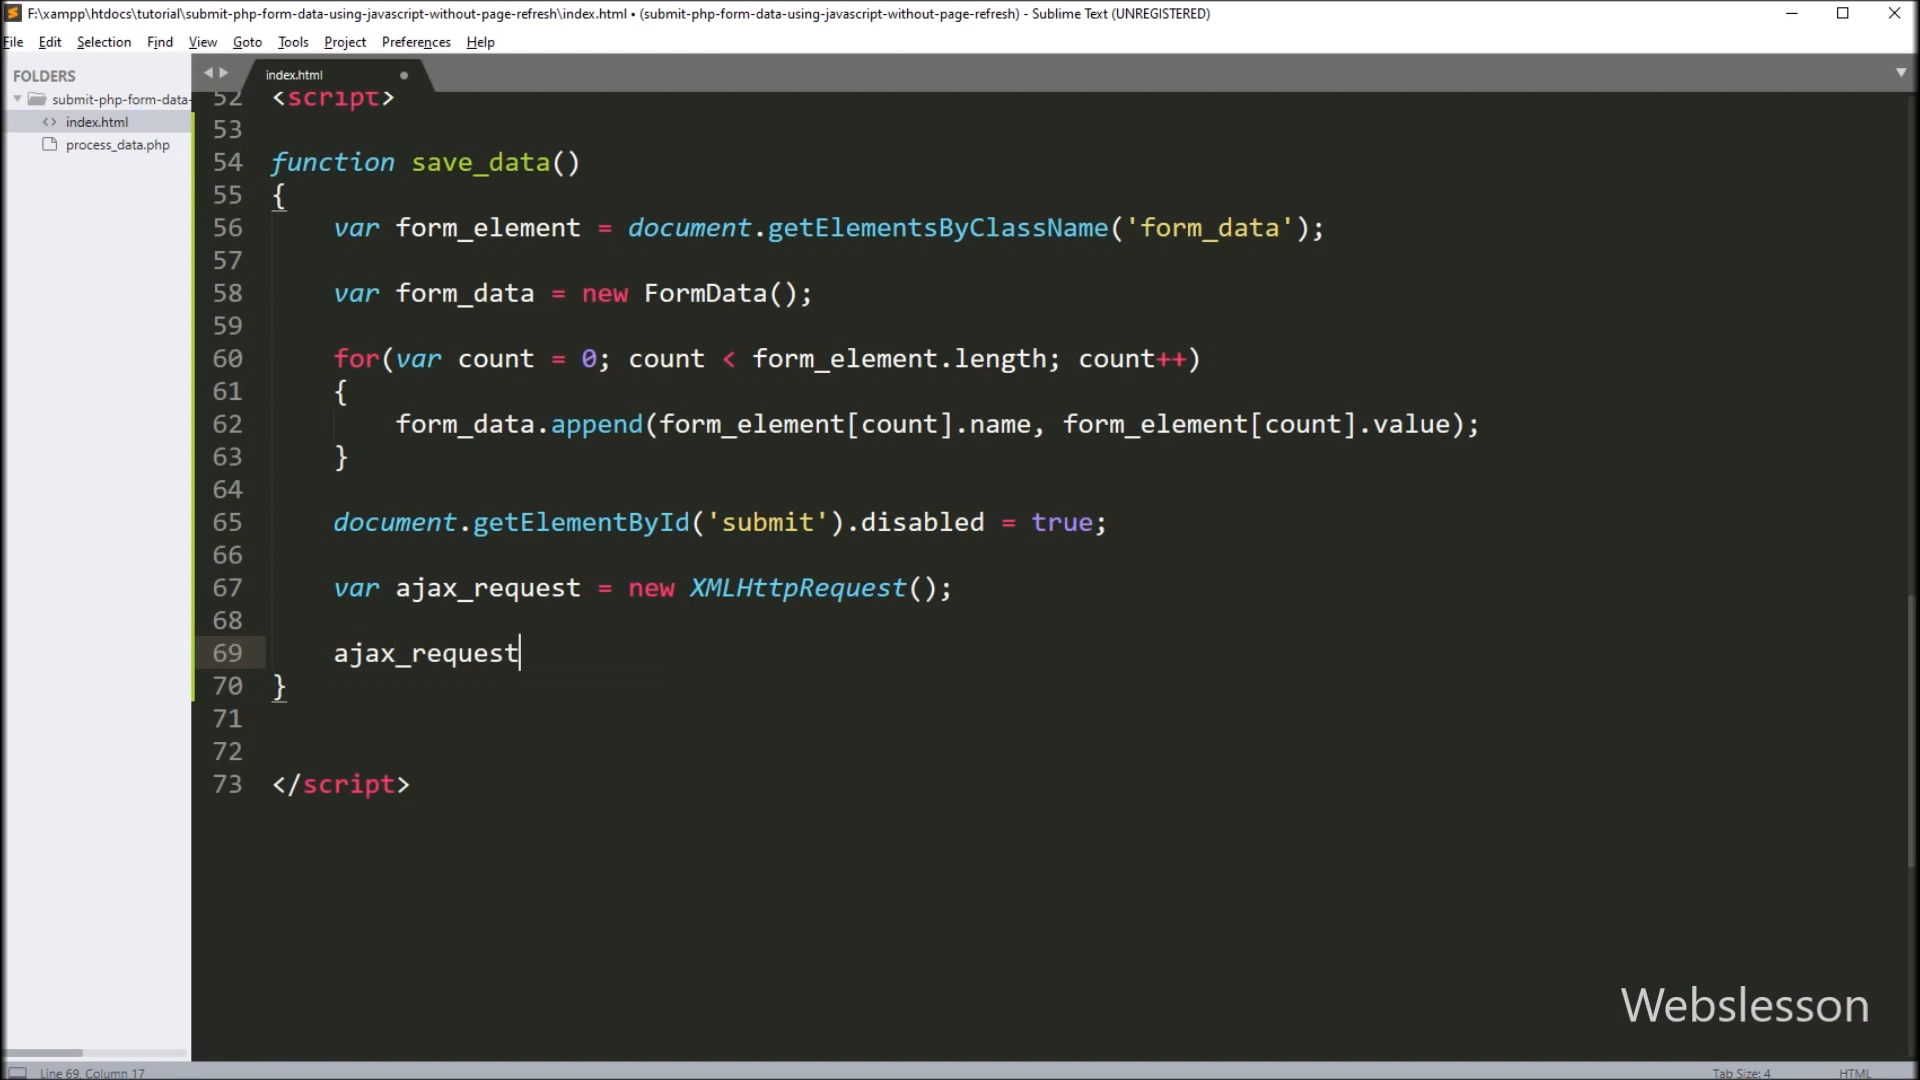 F:\xampp\htdocs\tutorial\submit-php-form-data-using-javascript-without-page-refresh\index.html • (submit-php-form-data-using-javascript-without-page-refresh) - Sublime Text (UNREGISTERED)
File Edit Selection Find View Goto Tools Project Preferences Help
FOLDERS
submit-php-form-data-
index.html
process_data.php
index.html
52 <script>
53
54 function save_data()
55 {
56 var form_element = document.getElementsByClassName('form_data');
57
58 var form_data = new FormData();
59
60 for(var count = 0; count < form_element.length; count++)
61 {
62 form_data.append(form_element[count].name, form_element[count].value);
63 }
64
65 document.getElementById('submit').disabled = true;
66
67 var ajax_request = new XMLHttpRequest();
68
69 ajax_request
70 }
71
72
73 </script>
Webslesson
Line 69, Column 17
Tab Size: 4
HTML